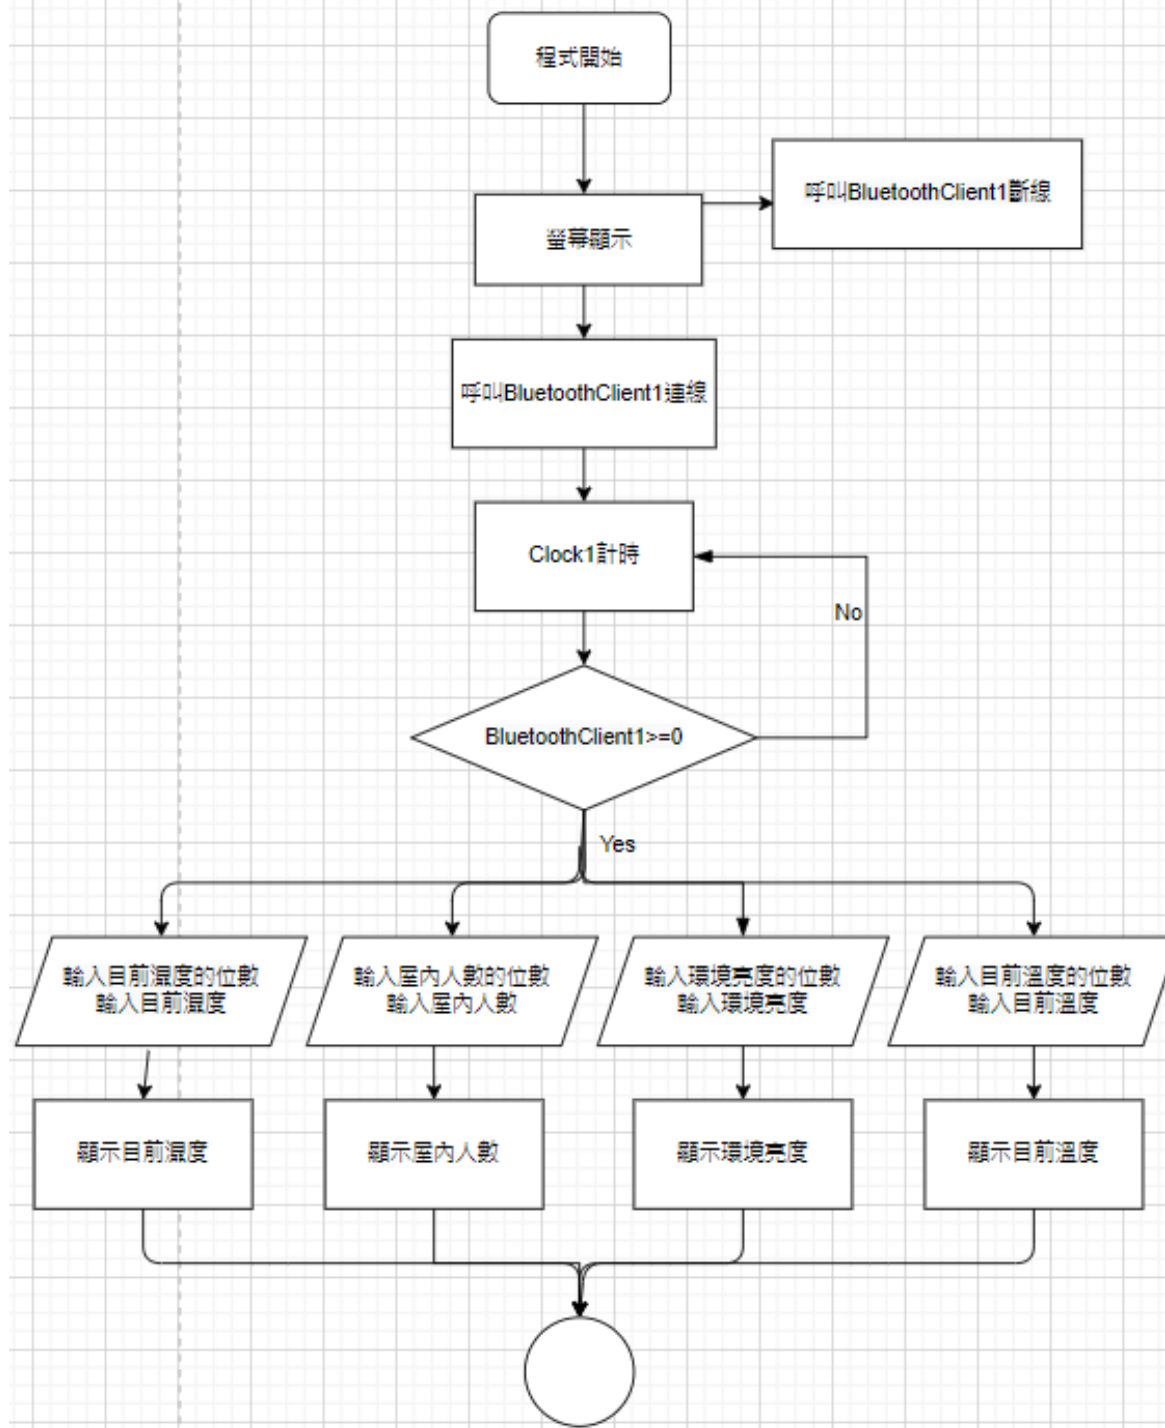 程式開始
呼叫BluetoothClient1斷線
螢幕顯示
呼叫BluetoothClient1連線
Clock1計時
No
BluetoothClient1>=0
Yes
輸入目前濕度的位數
輸入目前濕度
輸入屋內人數的位數
輸入屋內人數
輸入環境亮度的位數
輸入環境亮度
輸入目前溫度的位數
輸入目前溫度
顯示目前濕度
顯示屋內人數
顯示環境亮度
顯示目前溫度